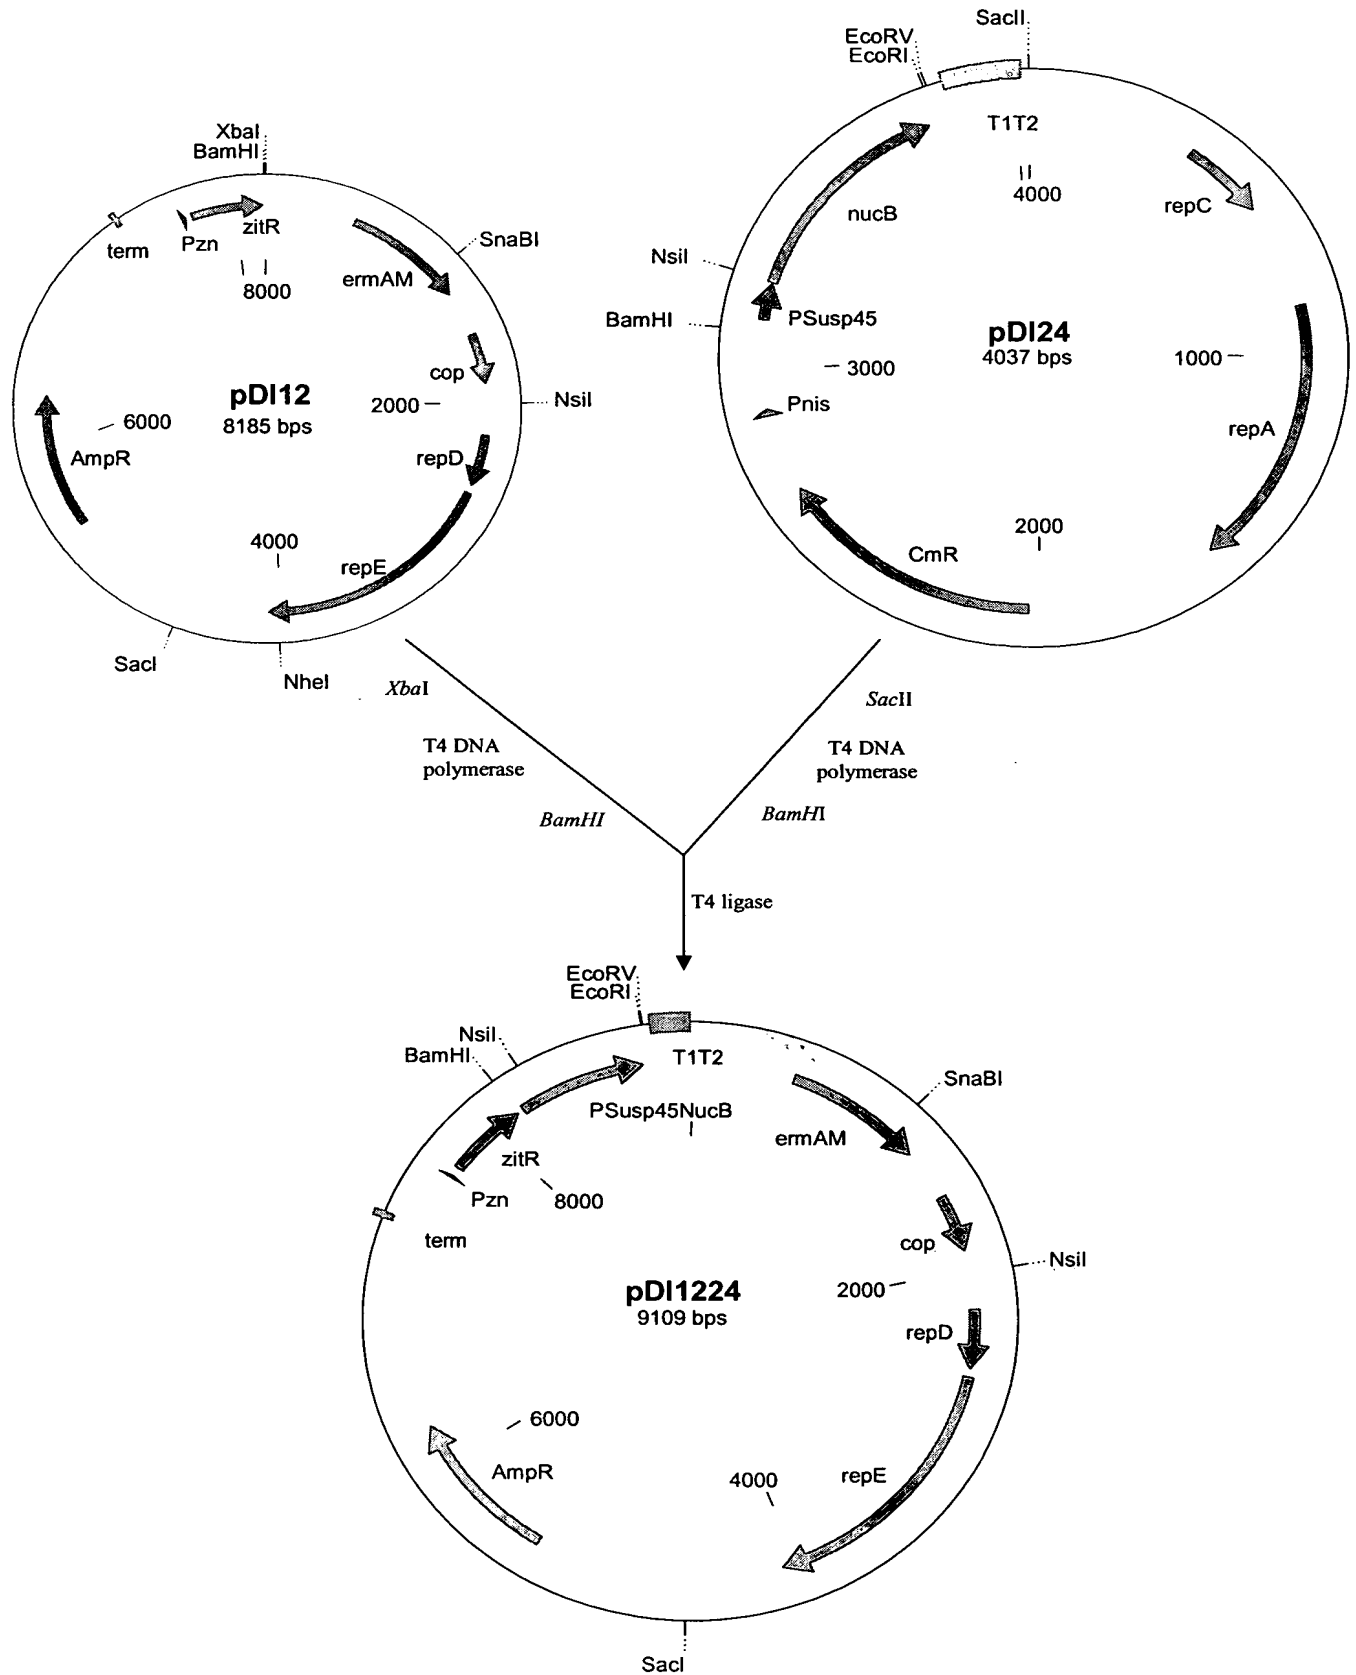 SacII
EcoRV
EcoRI
T1T2
4000
repC
nucB
NsiI
BamHI
PSusp45
pDI24
4037 bps
1000
3000
Pnis
repA
2000
CmR
XbaI
BamHI
zitR
Pzn
term
SnaBI
ermAM
8000
cop
pDI12
8185 bps
2000
NsiI
6000
AmpR
repD
4000
repE
SacI
NheI
XbaI
SacII
T4 DNA
polymerase
T4 DNA
polymerase
BamHI
BamHI
T4 ligase
EcoRV
EcoRI
NsiI
BamHI
T1T2
SnaBI
PSusp45NucB
ermAM
zitR
Pzn
8000
term
cop
NsiI
pDI1224
9109 bps
2000
repD
6000
AmpR
4000
repE
SacI